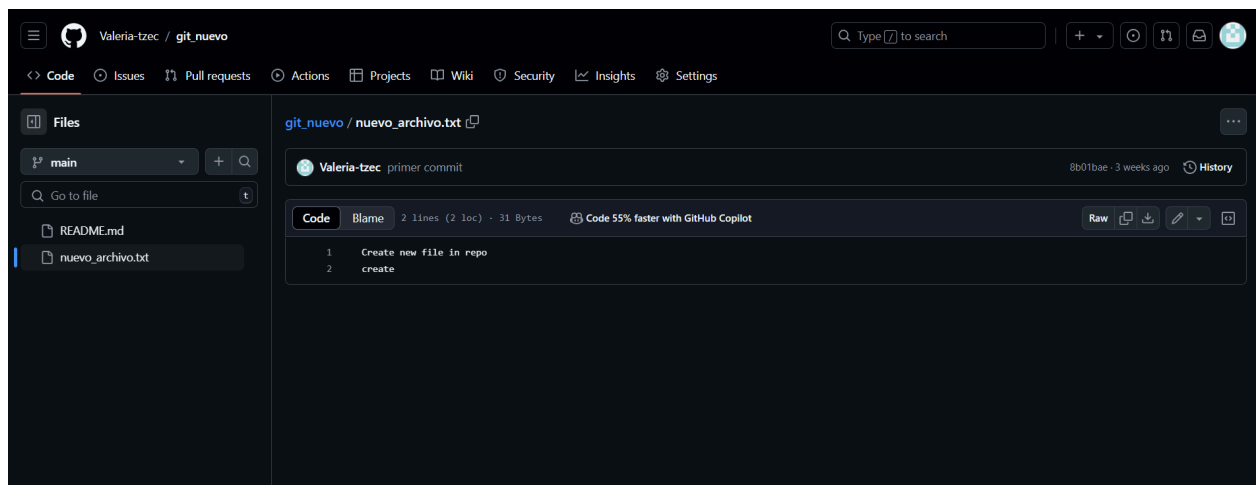 Valeria-tzec / git_nuevo
Type / to search
Code Issues Pull requests Actions Projects Wiki Security Insights Settings
Files
main
Go to file t
README.md
nuevo_archivo.txt
git_nuevo / nuevo_archivo.txt
Valeria-tzec primer commit
8b01bae · 3 weeks ago History
Code Blame 2 lines (2 loc) · 31 Bytes Code 55% faster with GitHub Copilot Raw
1 Create new file in repo
2 create